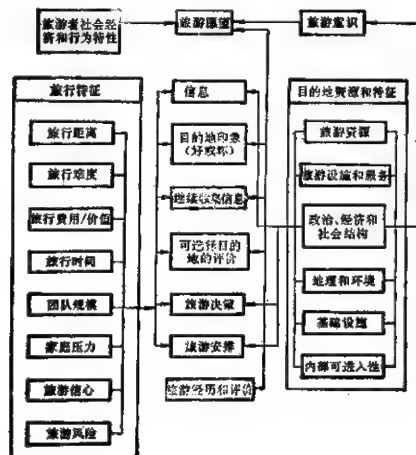 旅游者社会经
济和行为特性
旅游愿望
旅游意识
旅行特征
旅行距离
旅行难度
旅行费用/价值
旅行时间
团队规模
家庭压力
旅游信心
旅游风险
信息
目的地印象
(好或坏)
继续收集信息
可选择目的
地的评价
旅游决策
旅游安排
旅游经历和评价
目的地资源和特征
旅游资源
旅游设施和服务
政治、经济和
社会结构
地理和环境
基础设施
内部可进入性